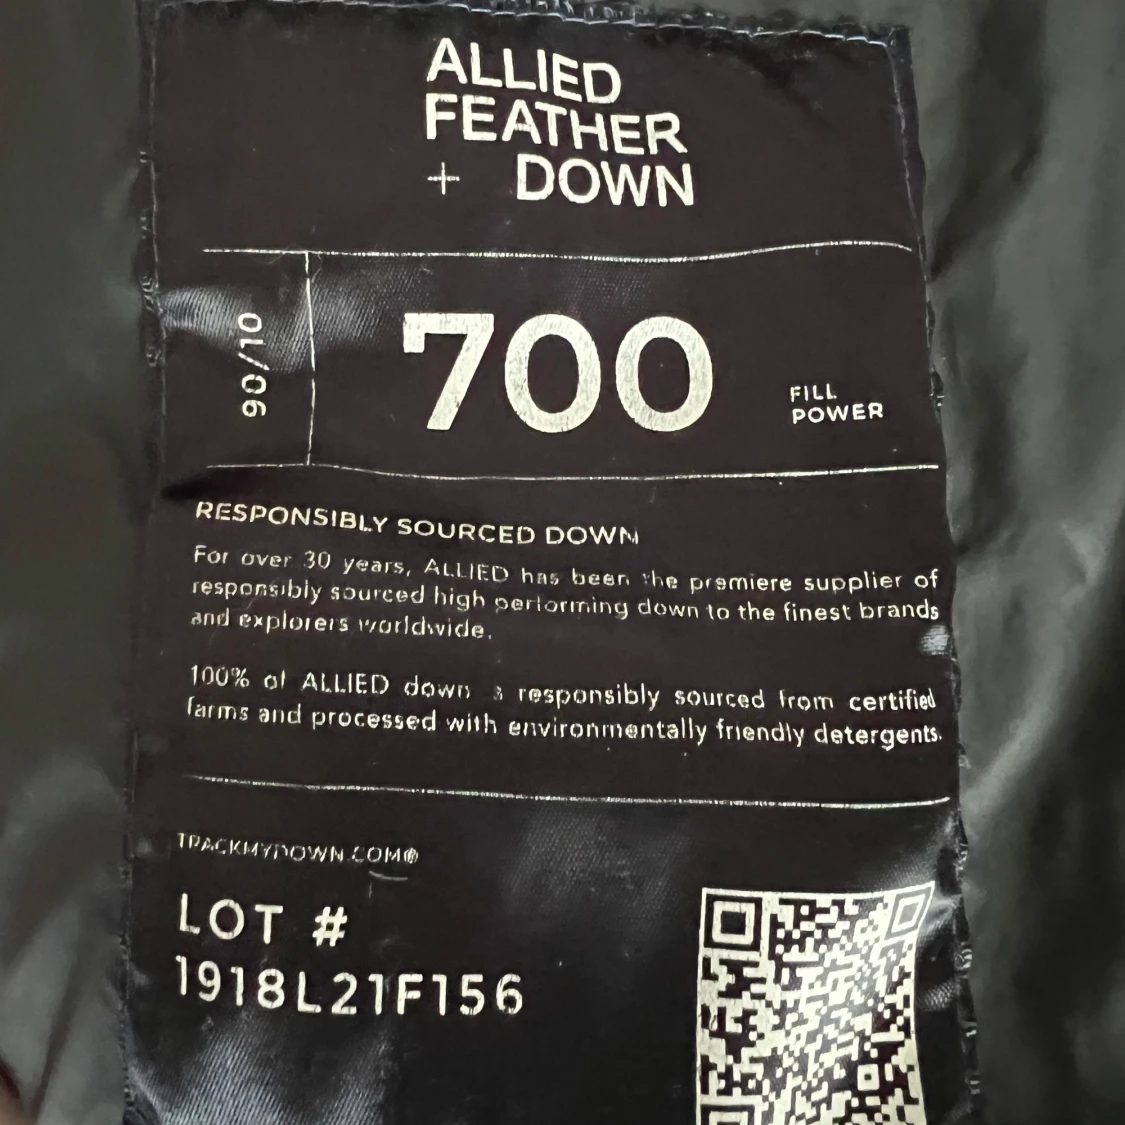 ALLIED
FEATHER
+ DOWN
01/06
700
FILL
POWER
RESPONSIBLY SOURCED DOWN
For over 30 years, ALLIED has been the premiere supplier of
responsibly sourced high performing down to the finest brands
and explorers worldwide.
100% of ALLIED down is responsibly sourced from certified
farms and processed with environmentally friendly detergents.
TRACKMYDOWN.COM®
LOT #
1918L21F156